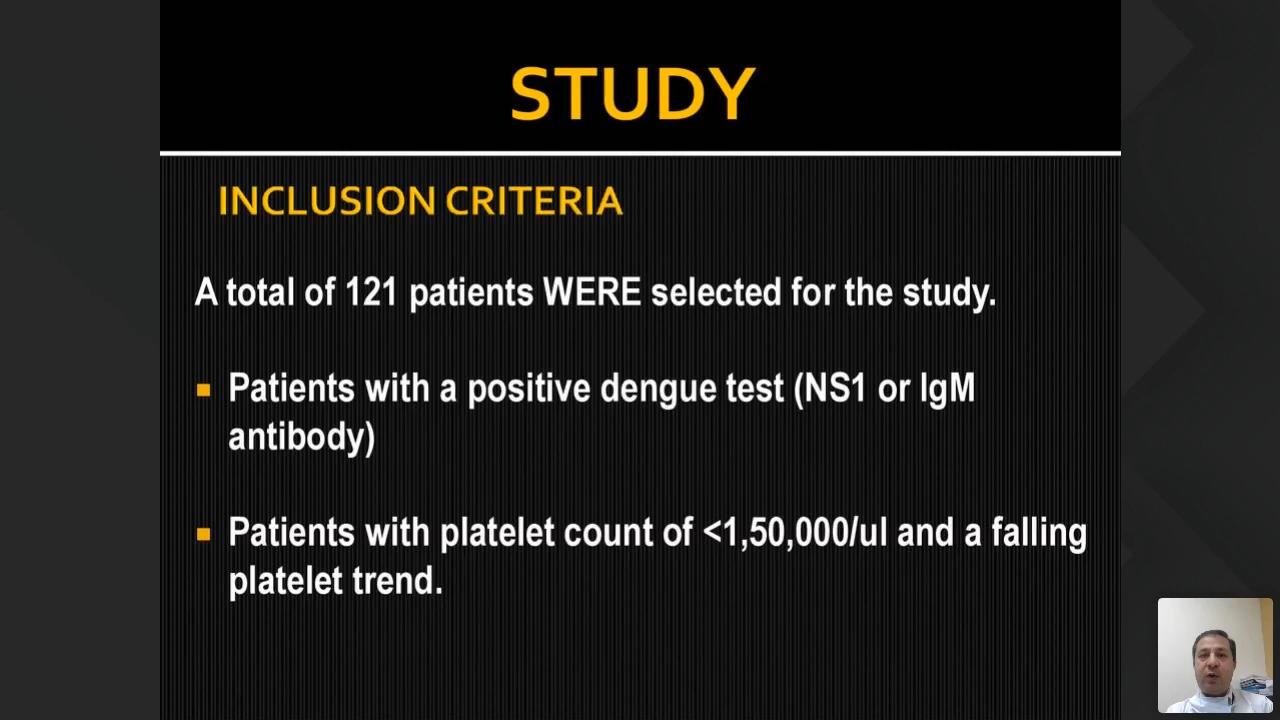 STUDY
INCLUSION CRITERIA
A total of 121 patients WERE selected for the study.
Patients with a positive dengue test (NS1 or IgM
antibody)
Patients with platelet count of <1,50,000/ul and a falling
platelet trend.